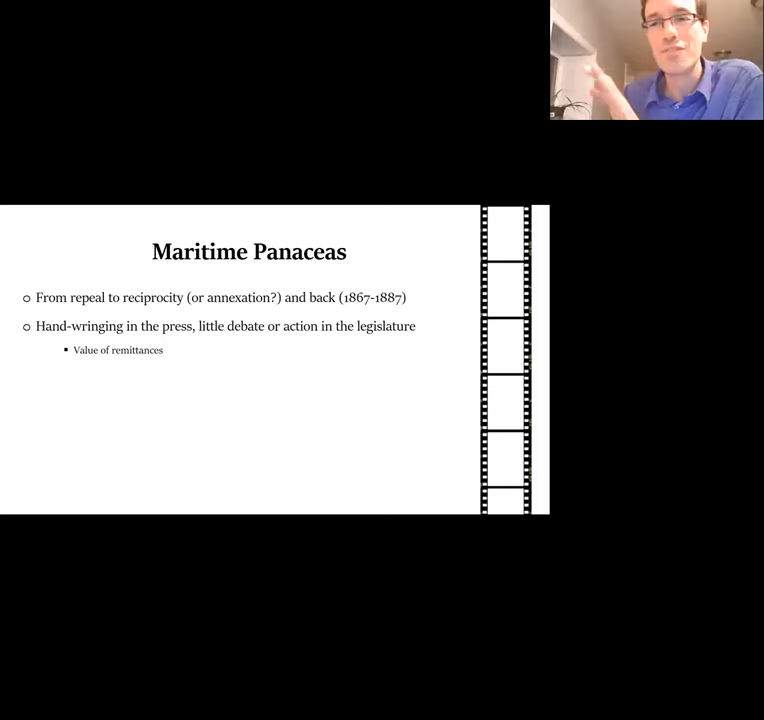 Maritime Panaceas
From repeal to reciprocity (or annexation?) and back (1867-1887)
Hand-wringing in the press, little debate or action in the legislature
Value of remittances